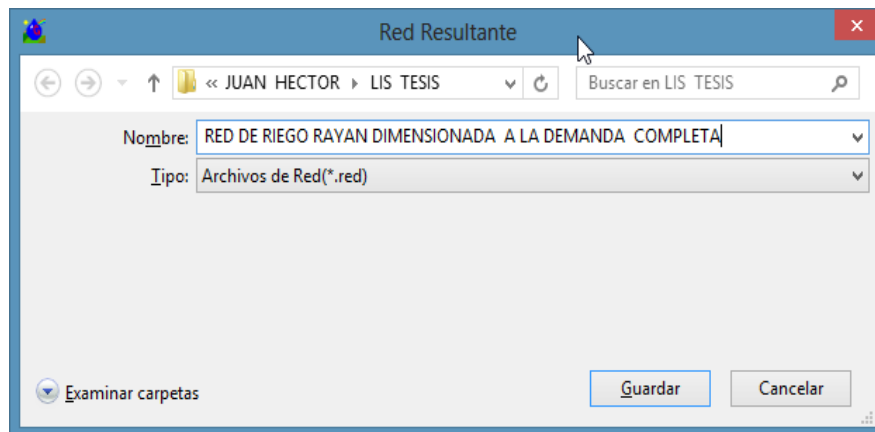 Red Resultante
« JUAN HECTOR ▸ LIS TESIS
Buscar en LIS TESIS
Nombre: RED DE RIEGO RAYAN DIMENSIONADA A LA DEMANDA COMPLETA
Tipo: Archivos de Red(*.red)
Examinar carpetas
Guardar
Cancelar